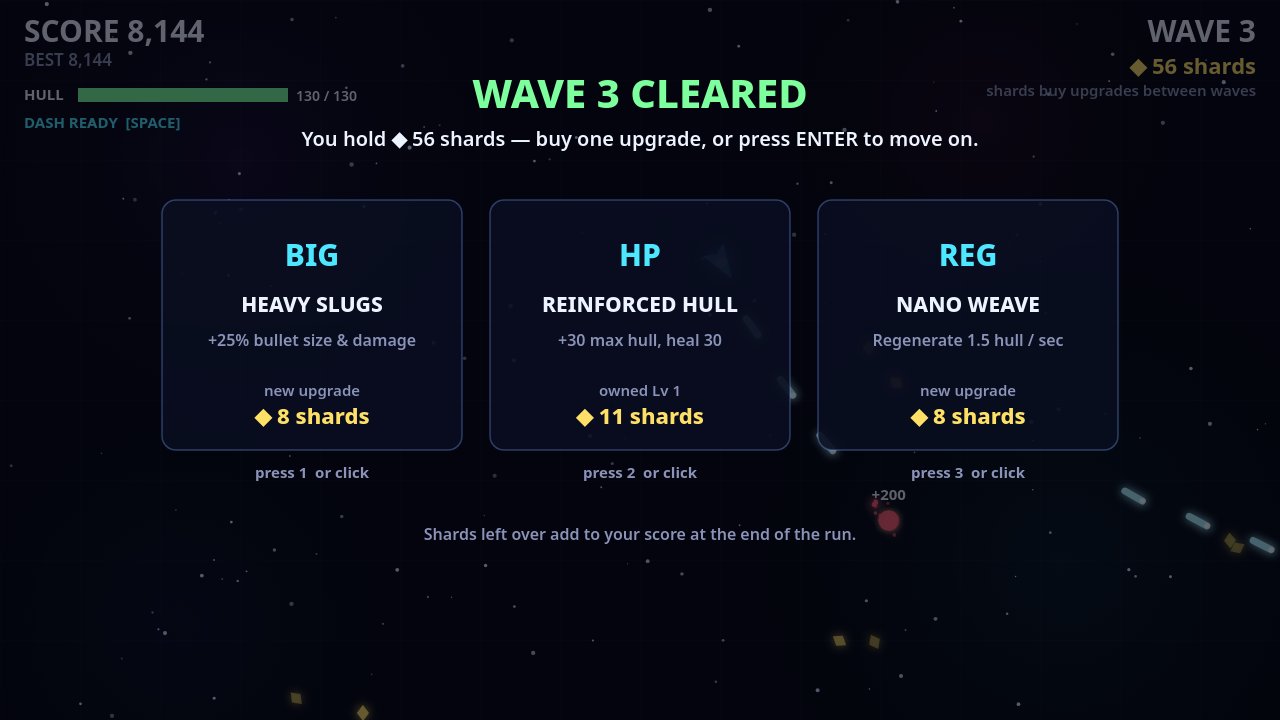 SCORE 8,144
BEST 8,144
HULL 130 / 130
DASH READY [SPACE]
WAVE 3
◆ 56 shards
shards buy upgrades between waves
WAVE 3 CLEARED
You hold ◆ 56 shards — buy one upgrade, or press ENTER to move on.
BIG
HEAVY SLUGS
+25% bullet size & damage
new upgrade
◆ 8 shards
press 1 or click
HP
REINFORCED HULL
+30 max hull, heal 30
owned Lv 1
◆ 11 shards
press 2 or click
REG
NANO WEAVE
Regenerate 1.5 hull / sec
new upgrade
◆ 8 shards
press 3 or click
+200
Shards left over add to your score at the end of the run.